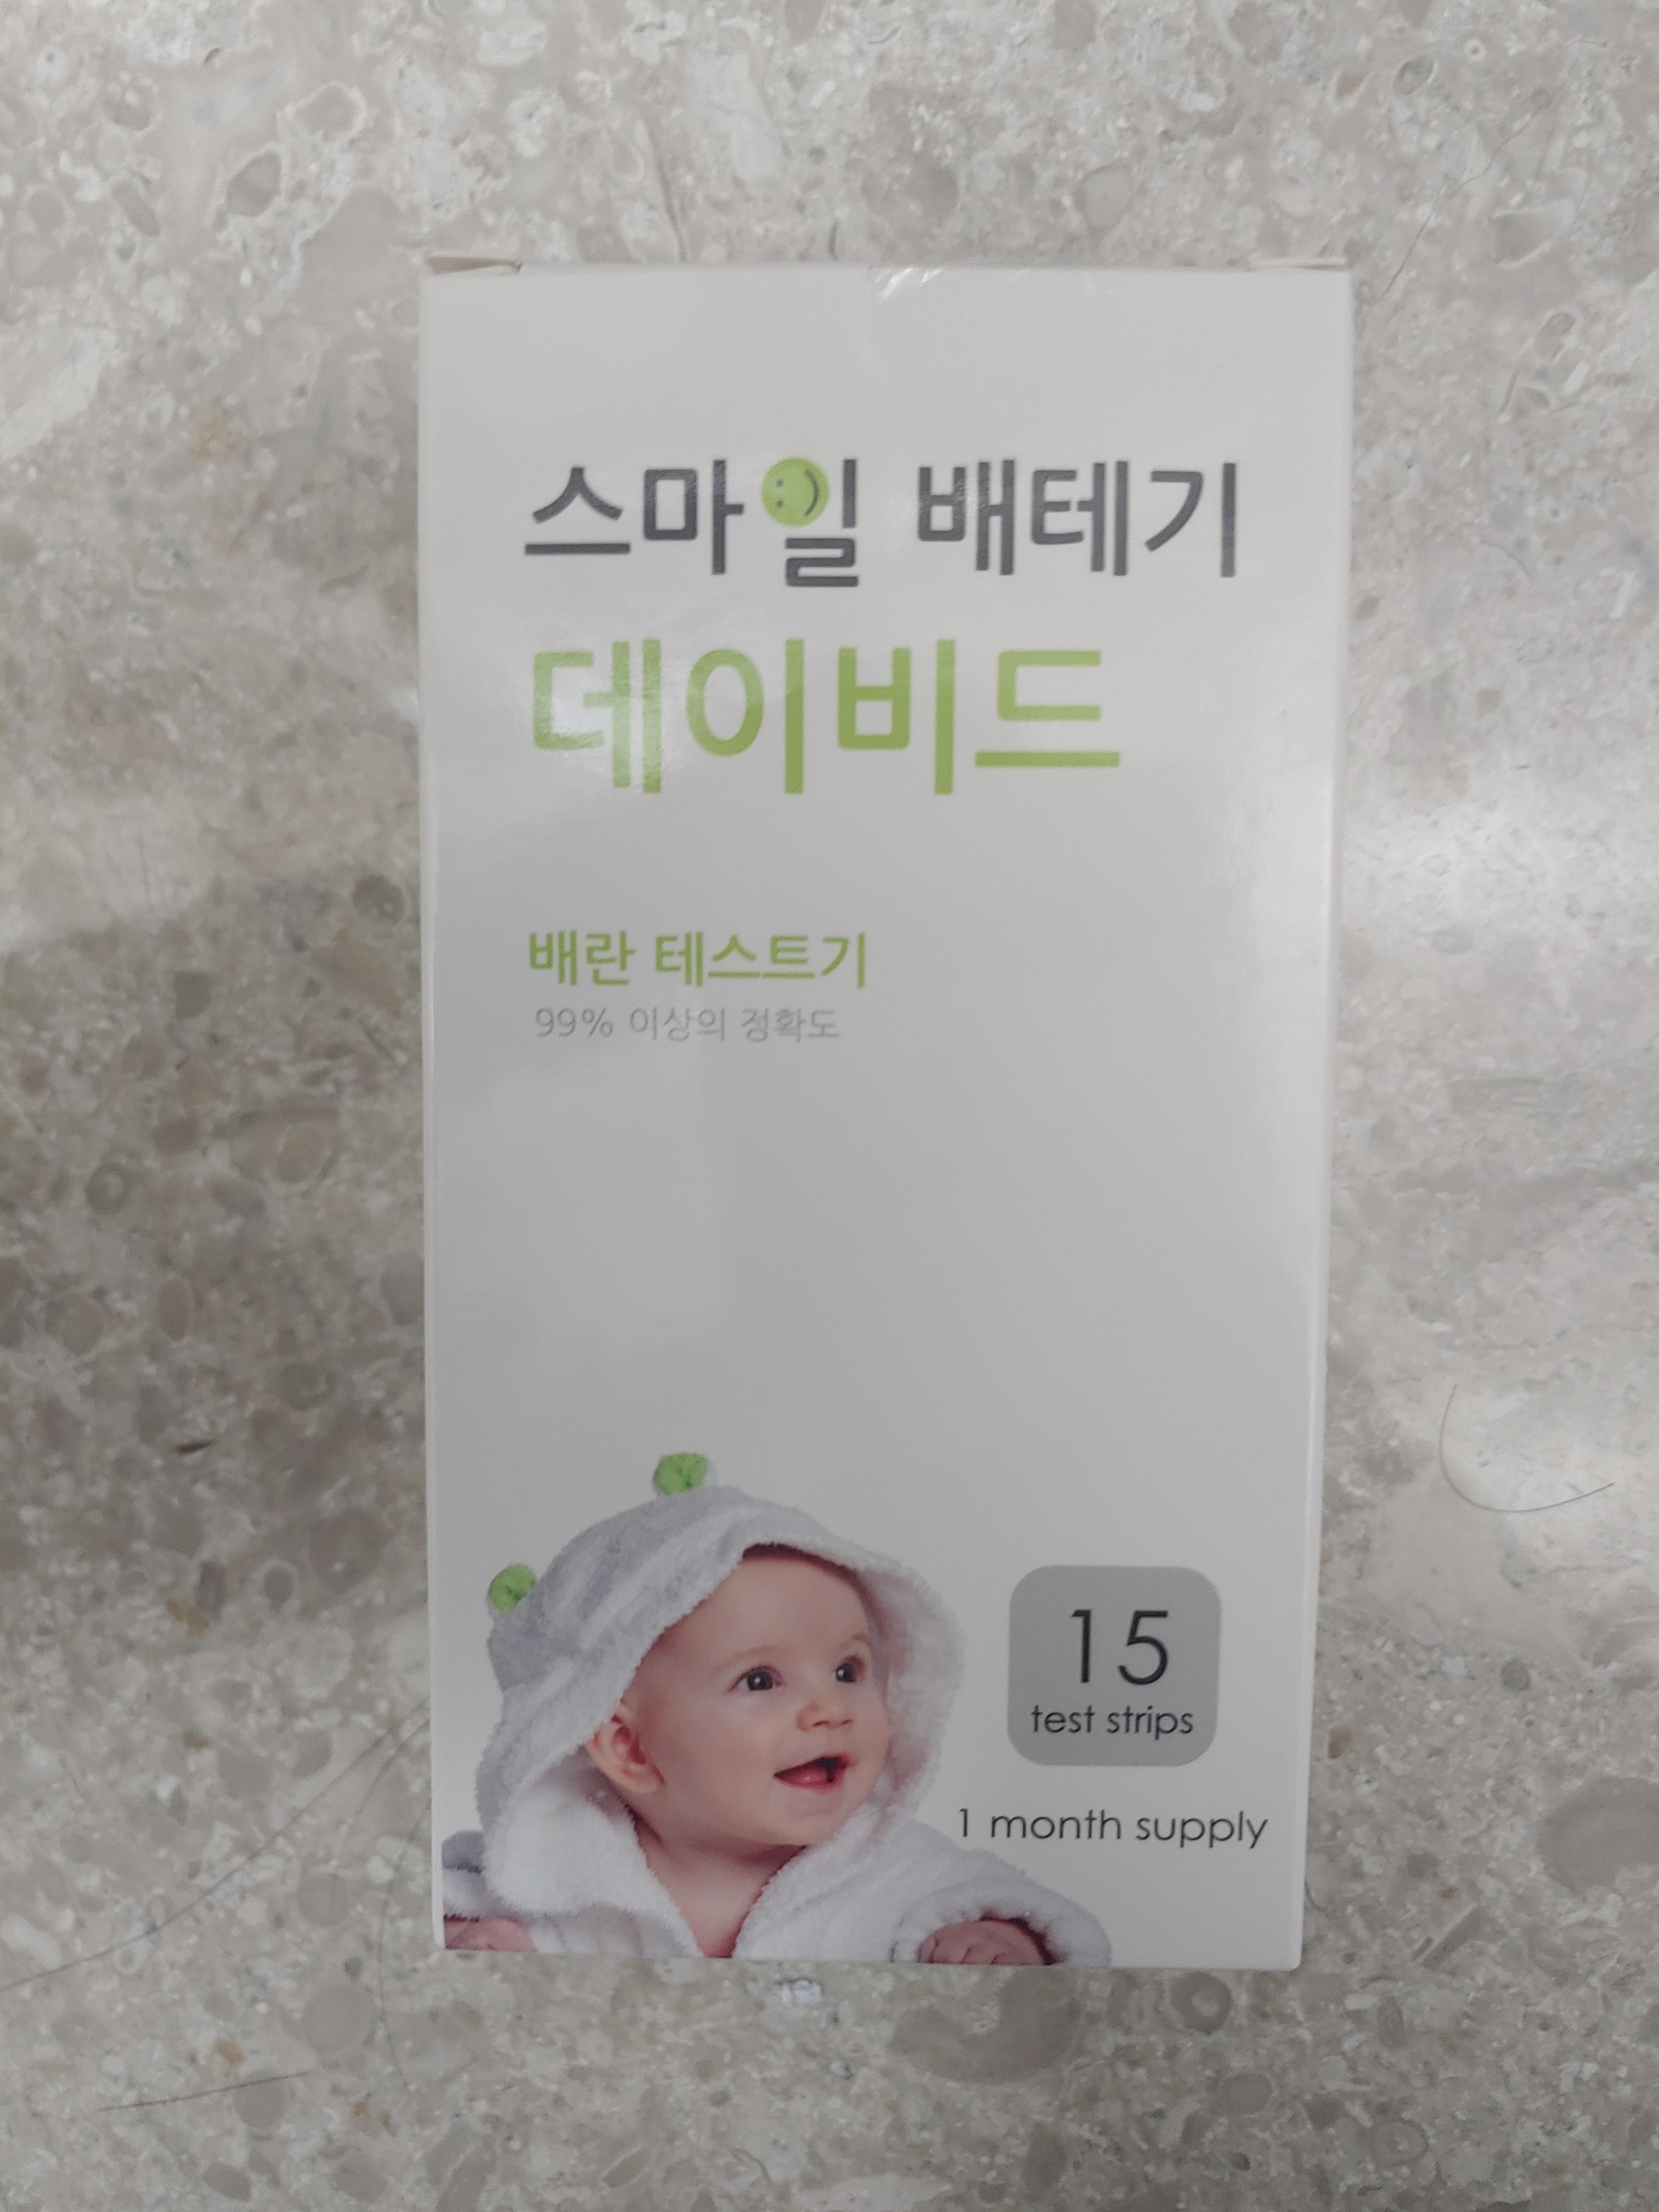 스마일 배테기
데이비드
배란 테스트기
99% 이상의 정확도
15
test strips
1 month supply